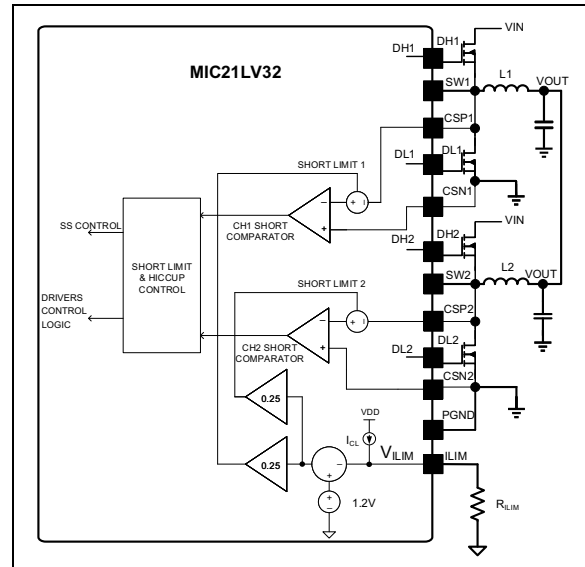 MIC21LV32
VIN
DH1
DH1
SW1
L1
VOUT
CSP1
SHORT LIMIT 1
DL1
DL1
CSN1
CH1 SHORT
COMPARATOR
SS CONTROL
SHORT LIMIT
& HICCUP
CONTROL
DRIVERS
CONTROL
LOGIC
VIN
DH2
DH2
SW2
L2
VOUT
SHORT LIMIT 2
CSP2
CH2 SHORT
COMPARATOR
DL2
DL2
CSN2
0.25
0.25
VDD
PGND
ICL
VILIM
ILIM
1.2V
RILIM